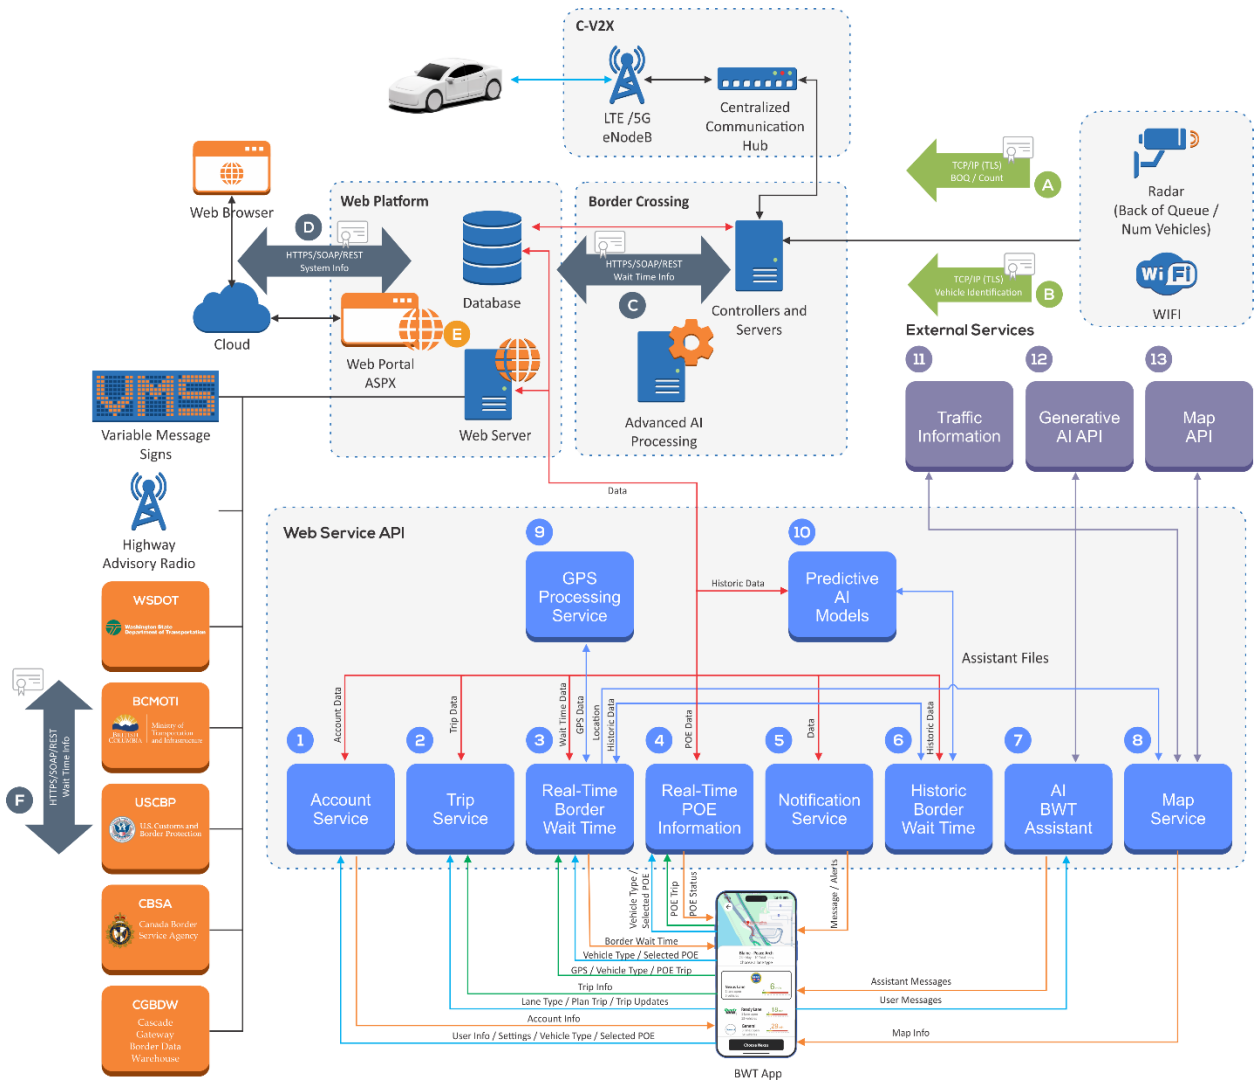 C-V2X
LTE /5G
eNodeB
Centralized
Communication
Hub
TCP/IP (TLS)
BOQ / Count
A
Radar
(Back of Queue /
Num Vehicles)
TCP/IP (TLS)
Vehicle Identification
B
WiFi
WIFI
Web Browser
D
HTTPS/SOAP/REST
System Info
Cloud
Web Platform
Database
Web Portal
ASPX
E
Web Server
Border Crossing
HTTPS/SOAP/REST
Wait Time Info
C
Controllers and
Servers
Advanced AI
Processing
External Services
11
Traffic
Information
12
Generative
AI API
13
Map
API
VMS
Variable Message
Signs
Highway
Advisory Radio
WSDOT
Washington State
Department of Transportation
BCMOTI
BRITISH
COLUMBIA
Ministry of
Transportation
and Infrastructure
USCBP
U.S. Customs and
Border Protection
CBSA
Canada Border
Service Agency
CGBDW
Cascade
Gateway
Border Data
Warehouse
F
HTTPS/SOAP/REST
Wait Time Info
Data
Web Service API
9
GPS
Processing
Service
Historic Data
10
Predictive
AI
Models
Assistant Files
Account Data
Trip Data
Wait Time Data
GPS Data
Location
Historic Data
POE Data
Data
Historic Data
1
Account
Service
2
Trip
Service
3
Real-Time
Border
Wait Time
4
Real-Time
POE
Information
5
Notification
Service
6
Historic
Border
Wait Time
7
AI
BWT
Assistant
8
Map
Service
Vehicle Type /
Selected POE
POE Trip
POE Status
Message / Alerts
Border Wait Time
Vehicle Type / Selected POE
GPS / Vehicle Type / POE Trip
Trip Info
Lane Type / Plan Trip / Trip Updates
Account Info
User Info / Settings / Vehicle Type / Selected POE
Assistant Messages
User Messages
Map Info
BWT App